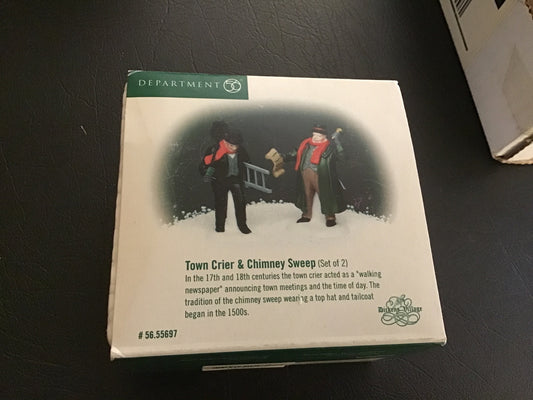 DEPARTMENT 56
Town Crier & Chimney Sweep (Set of 2)
In the 17th and 18th centuries the town crier acted as a "walking
newspaper" announcing town meetings and the time of day. The
tradition of the chimney sweep wearing a top hat and tailcoat
began in the 1500s.
Dickens' Village
# 56.55697